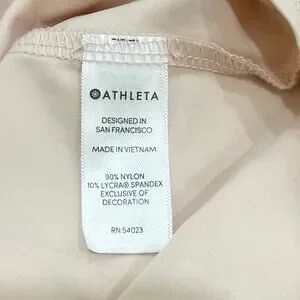 ATHLETA
DESIGNED IN
SAN FRANCISCO
MADE IN VIETNAM
90% NYLON
10% LYCRA® SPANDEX
EXCLUSIVE OF
DECORATION
RN 54023